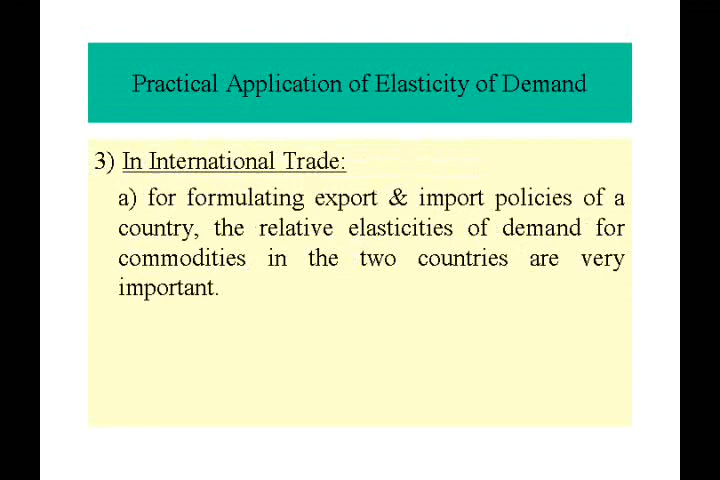 Practical Application of Elasticity of Demand
3) In International Trade:
a) for formulating export & import policies of a
country, the relative elasticities of demand for
commodities in the two countries are very
important.